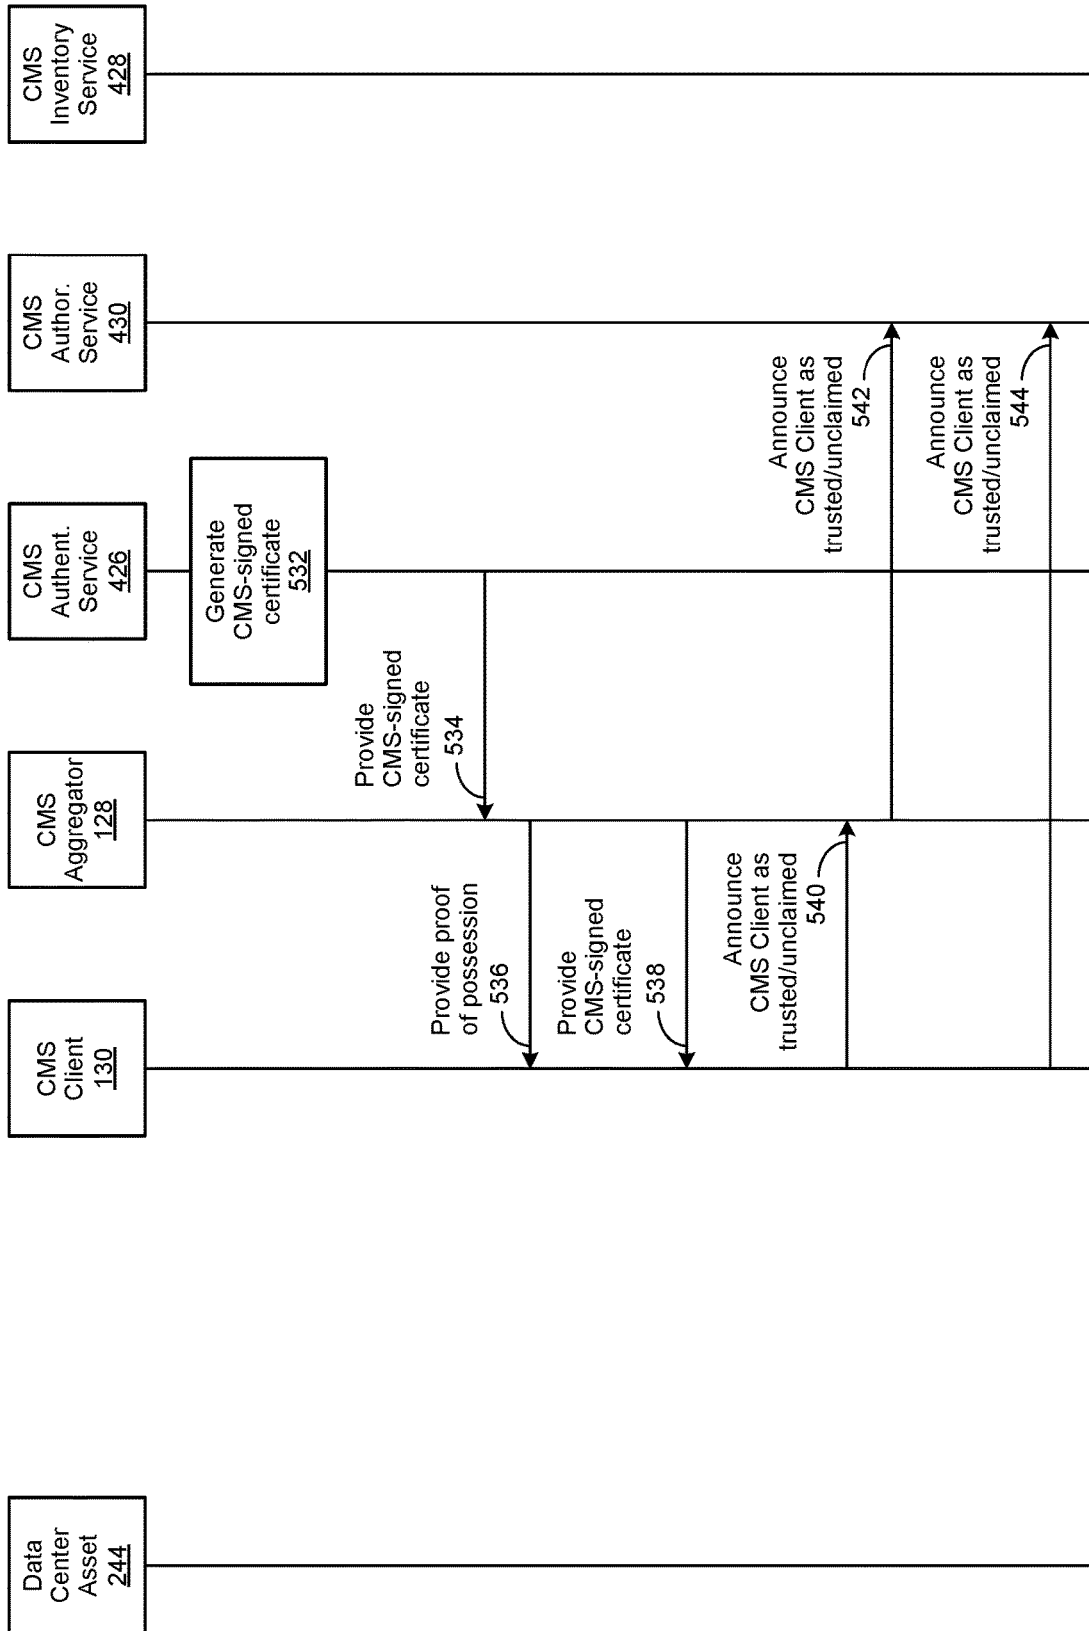 Data
Center
Asset
244
CMS
Client
130
CMS
Aggregator
128
CMS
Authent.
Service
426
CMS
Author.
Service
430
CMS
Inventory
Service
428
Generate
CMS-signed
certificate
532
Provide
CMS-signed
certificate
534
Provide proof
of possession
536
Provide
CMS-signed
certificate
538
Announce
CMS Client as
trusted/unclaimed
540
Announce
CMS Client as
trusted/unclaimed
542
Announce
CMS Client as
trusted/unclaimed
544